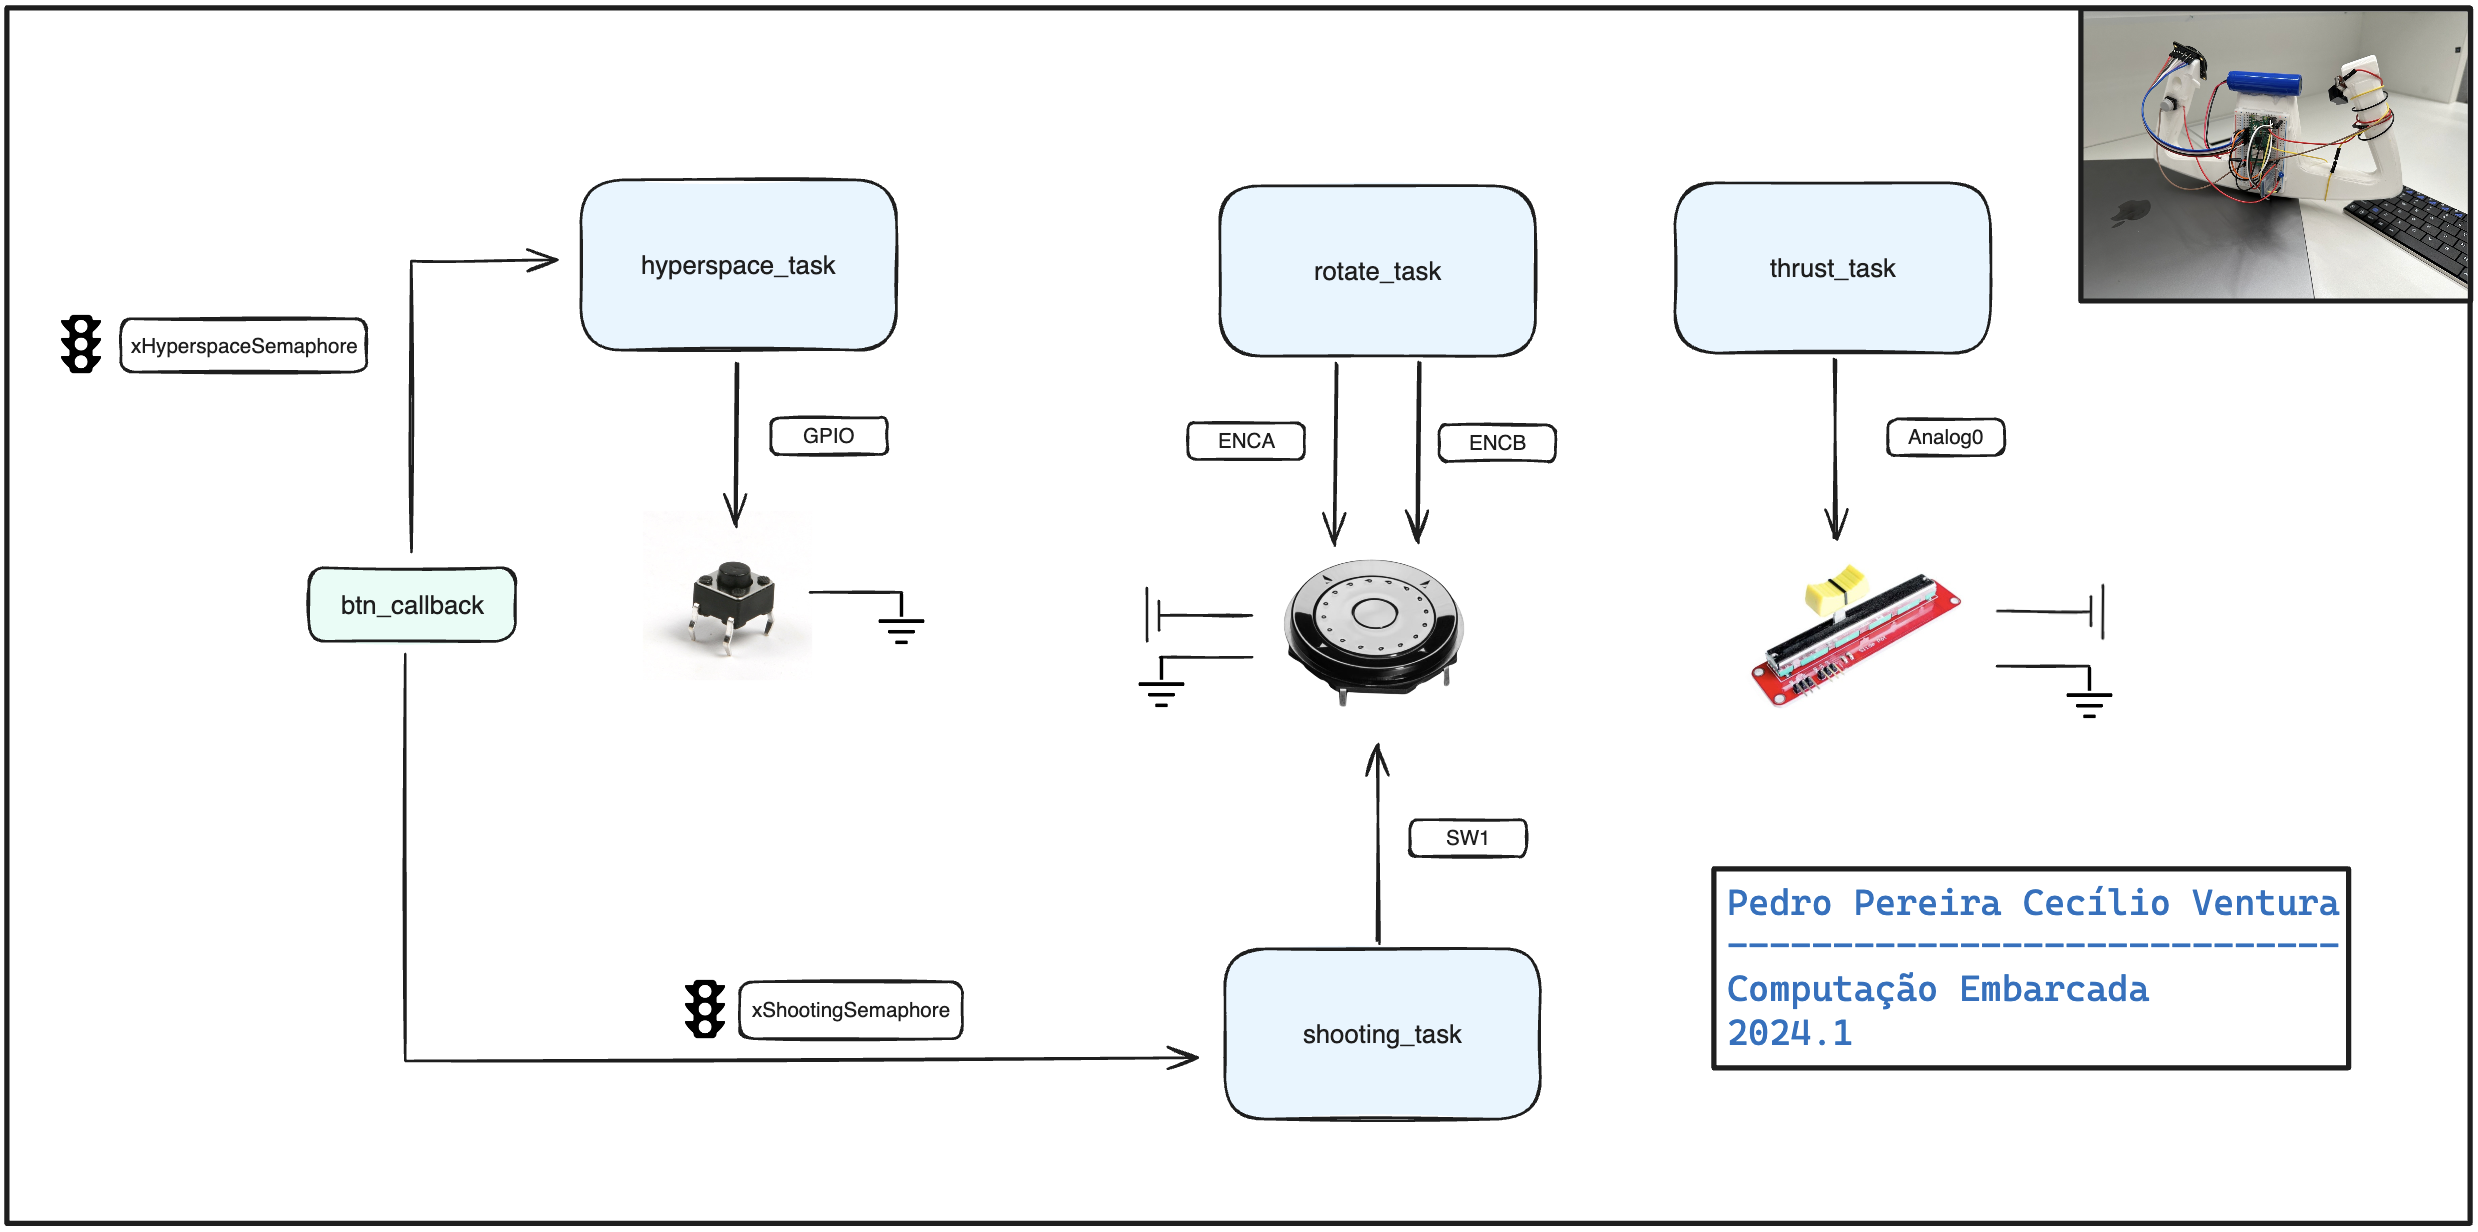 hyperspace_task
rotate_task
thrust_task
xHyperspaceSemaphore
GPIO
ENCA
ENCB
Analog0
btn_callback
SW1
xShootingSemaphore
shooting_task
Pedro Pereira Cecílio Ventura
-----------------------------
Computação Embarcada
2024.1